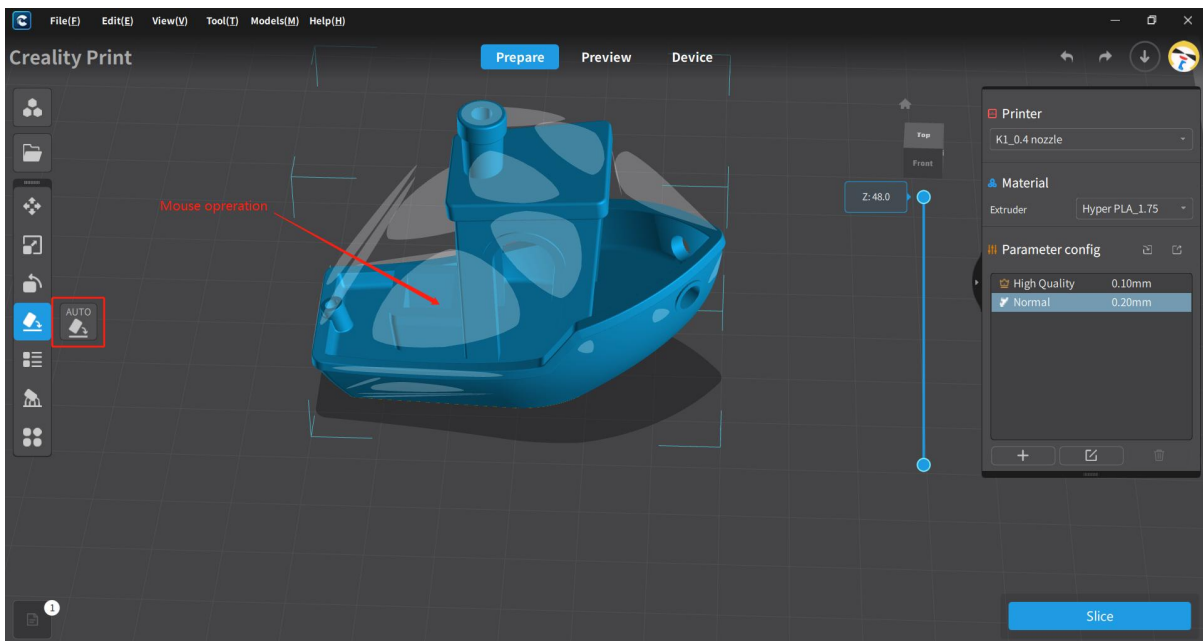 File(F) Edit(E) View(V) Tool(T) Models(M) Help(H)
Creality Print
Prepare Preview Device
Top
Front
Z: 48.0
Mouse opreration
AUTO
Printer
K1_0.4 nozzle
Material
Extruder Hyper PLA_1.75
Parameter config
High Quality 0.10mm
Normal 0.20mm
1
Slice